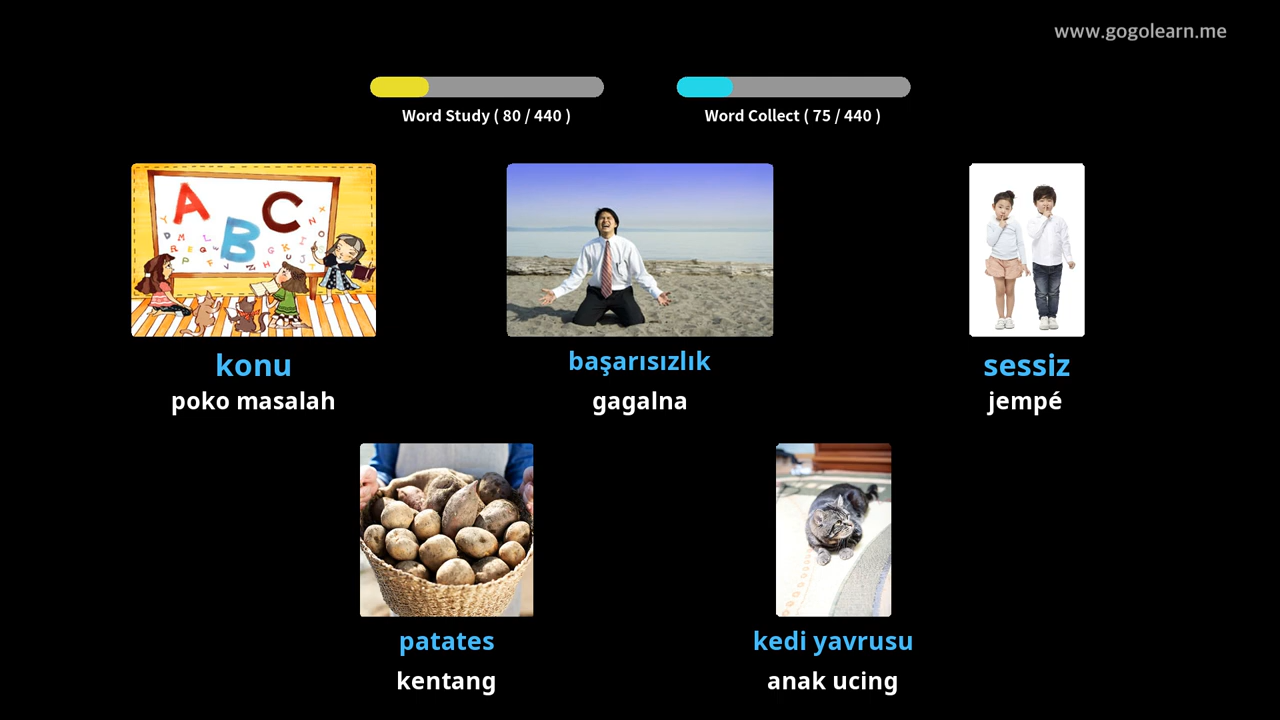 www.gogolearn.me
Word Study ( 80 / 440 )
Word Collect ( 75 / 440 )
A B C
konu
poko masalah
başarısızlık
gagalna
sessiz
jempé
patates
kentang
kedi yavrusu
anak ucing